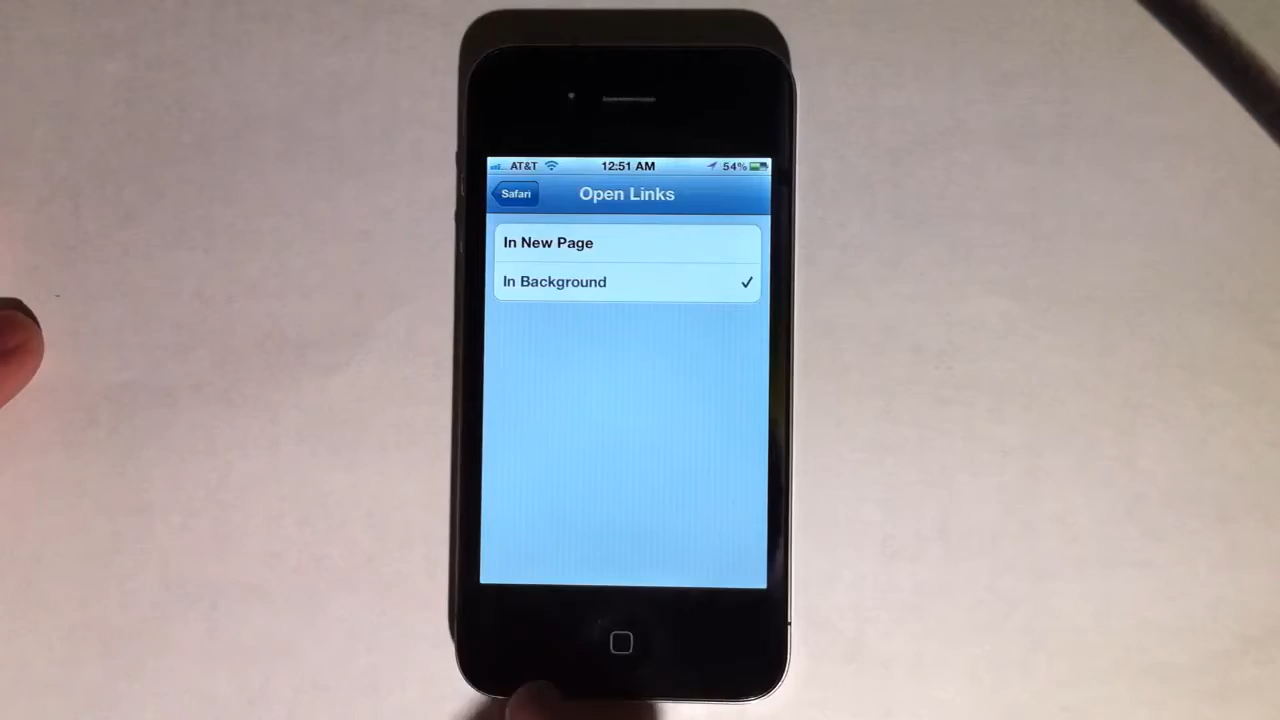 AT&T 12:51 AM 54%
Safari Open Links
In New Page
In Background